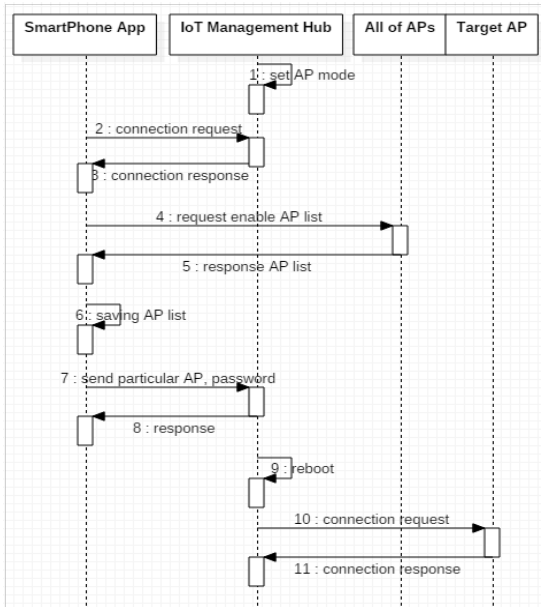 SmartPhone App
IoT Management Hub
All of APs
Target AP
1 : set AP mode
2 : connection request
3 : connection response
4 : request enable AP list
5 : response AP list
6 : saving AP list
7 : send particular AP, password
8 : response
9 : reboot
10 : connection request
11 : connection response